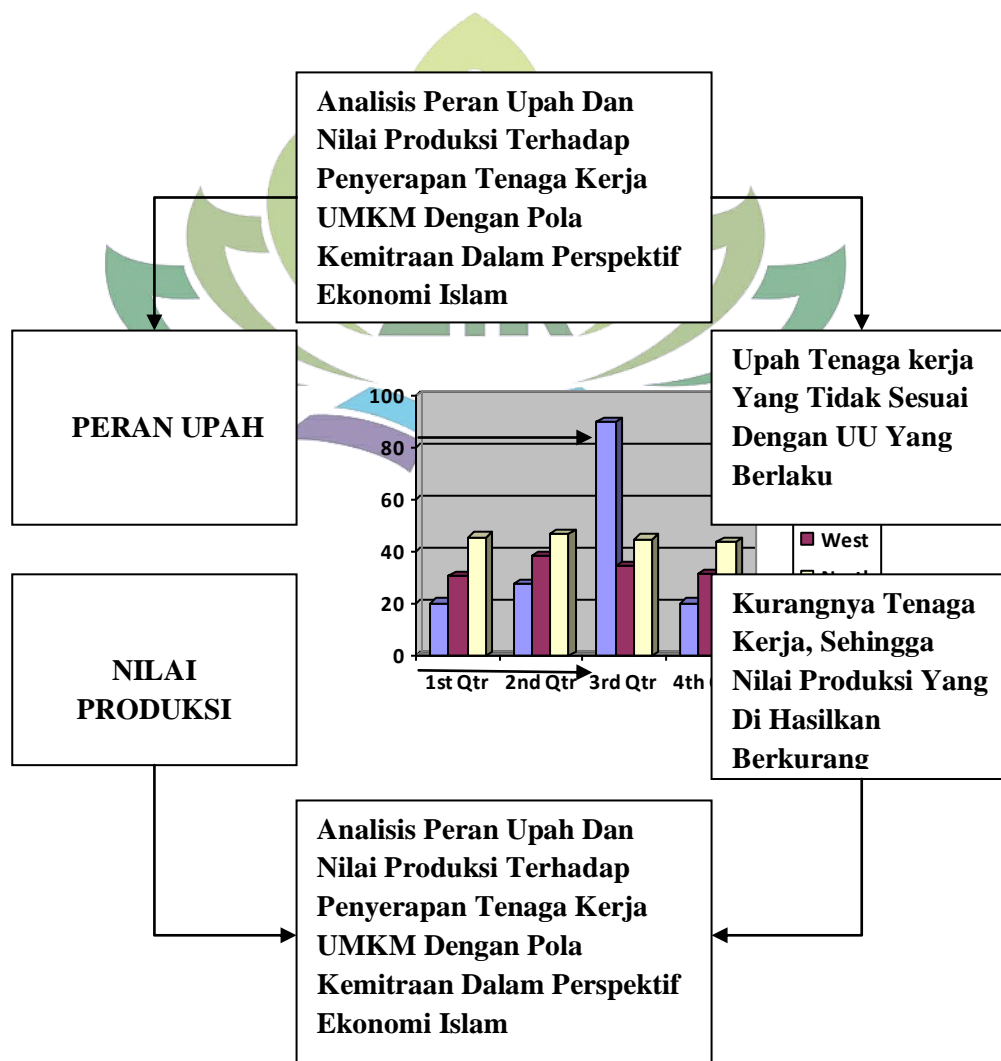 Analisis Peran Upah Dan
Nilai Produksi Terhadap
Penyerapan Tenaga Kerja
UMKM Dengan Pola
Kemitraan Dalam Perspektif
Ekonomi Islam
PERAN UPAH
Upah Tenaga kerja
Yang Tidak Sesuai
Dengan UU Yang
Berlaku
100
80
60
40
20
0
1st Qtr 2nd Qtr 3rd Qtr 4th
West
NILAI
PRODUKSI
Kurangnya Tenaga
Kerja, Sehingga
Nilai Produksi Yang
Di Hasilkan
Berkurang
Analisis Peran Upah Dan
Nilai Produksi Terhadap
Penyerapan Tenaga Kerja
UMKM Dengan Pola
Kemitraan Dalam Perspektif
Ekonomi Islam